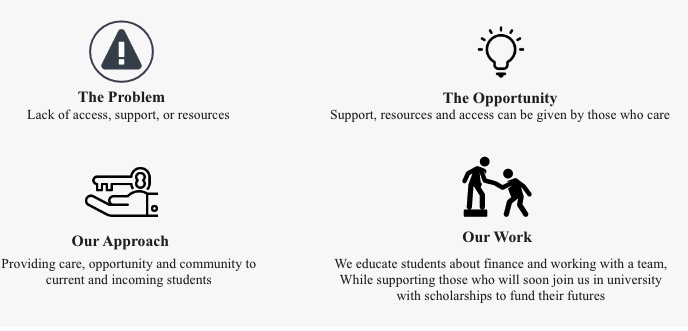 The Problem
Lack of access, support, or resources
The Opportunity
Support, resources and access can be given by those who care
Our Approach
Providing care, opportunity and community to
current and incoming students
Our Work
We educate students about finance and working with a team,
While supporting those who will soon join us in university
with scholarships to fund their futures